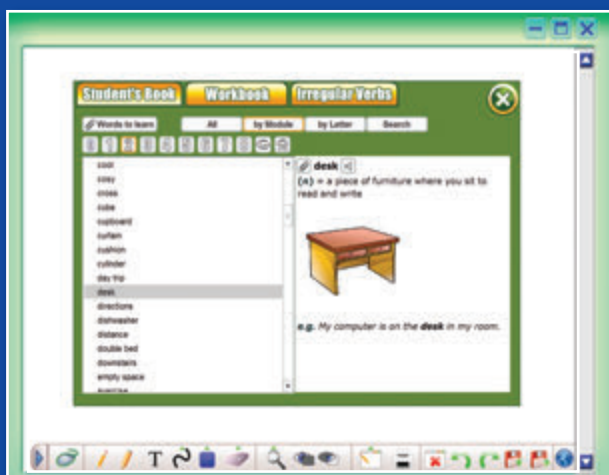 Student's Book Workbook Irregular Verbs
Words to learn All by Module by Letter Search
cool
cosy
cross
cube
cupboard
curtain
cushion
cylinder
day trip
desk
directions
dishwasher
distance
double bed
downstairs
empty space
exercise
desk
(n) = a piece of furniture where you sit to
read and write
e.g. My computer is on the desk in my room.
T